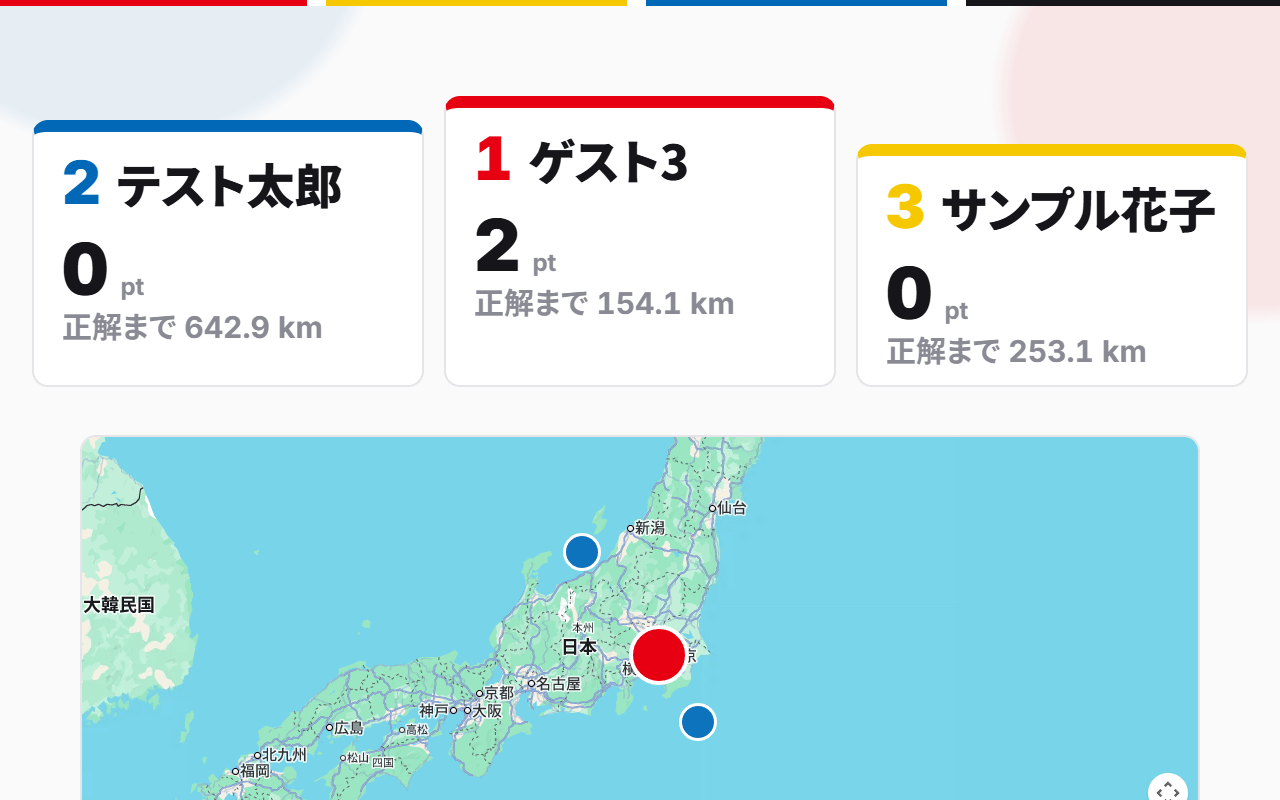 2 テスト太郎
0 pt
正解まで 642.9 km
1 ゲスト3
2 pt
正解まで 154.1 km
3 サンプル花子
0 pt
正解まで 253.1 km
仙台
新潟
大韓民国
本州
日本
横
京
名古屋
京都
神戸
大阪
広島
高松
北九州
松山
四国
福岡